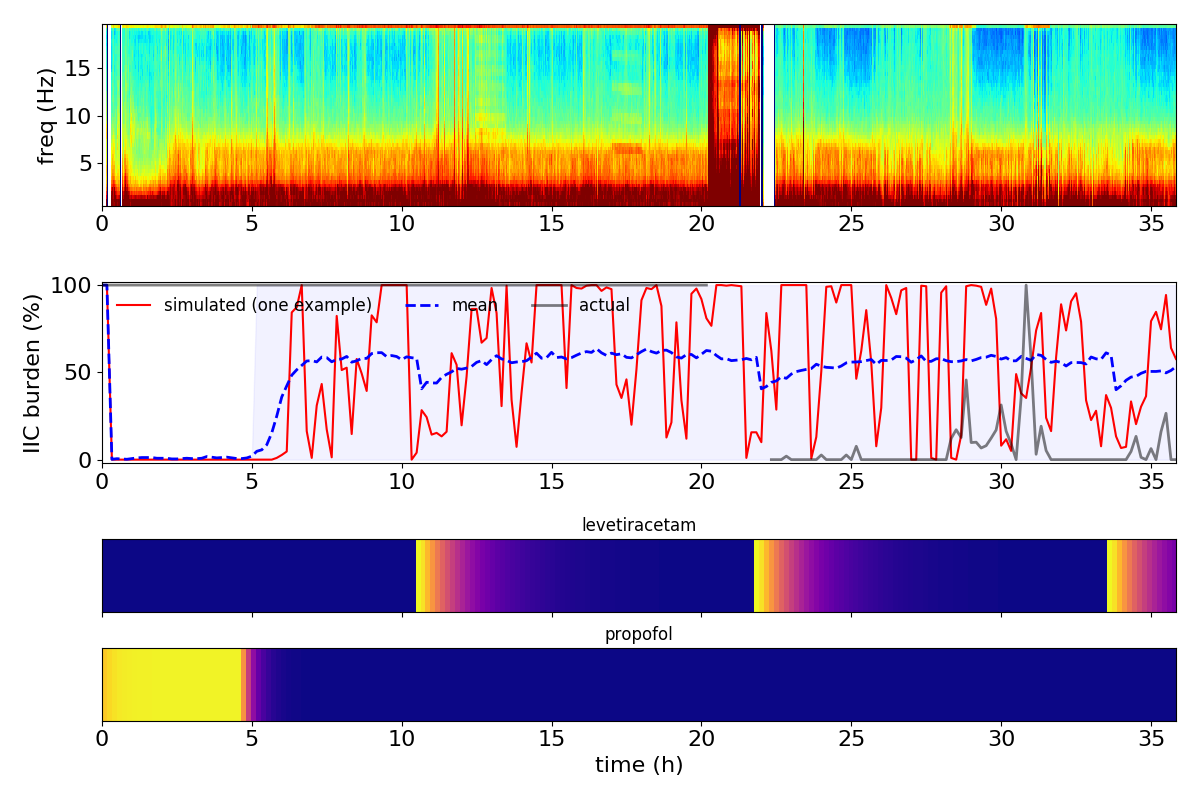 freq (Hz)
15
10
5
0 5 10 15 20 25 30 35
IIC burden (%)
100
50
0
simulated (one example) mean actual
0 5 10 15 20 25 30 35
levetiracetam
propofol
0 5 10 15 20 25 30 35
time (h)